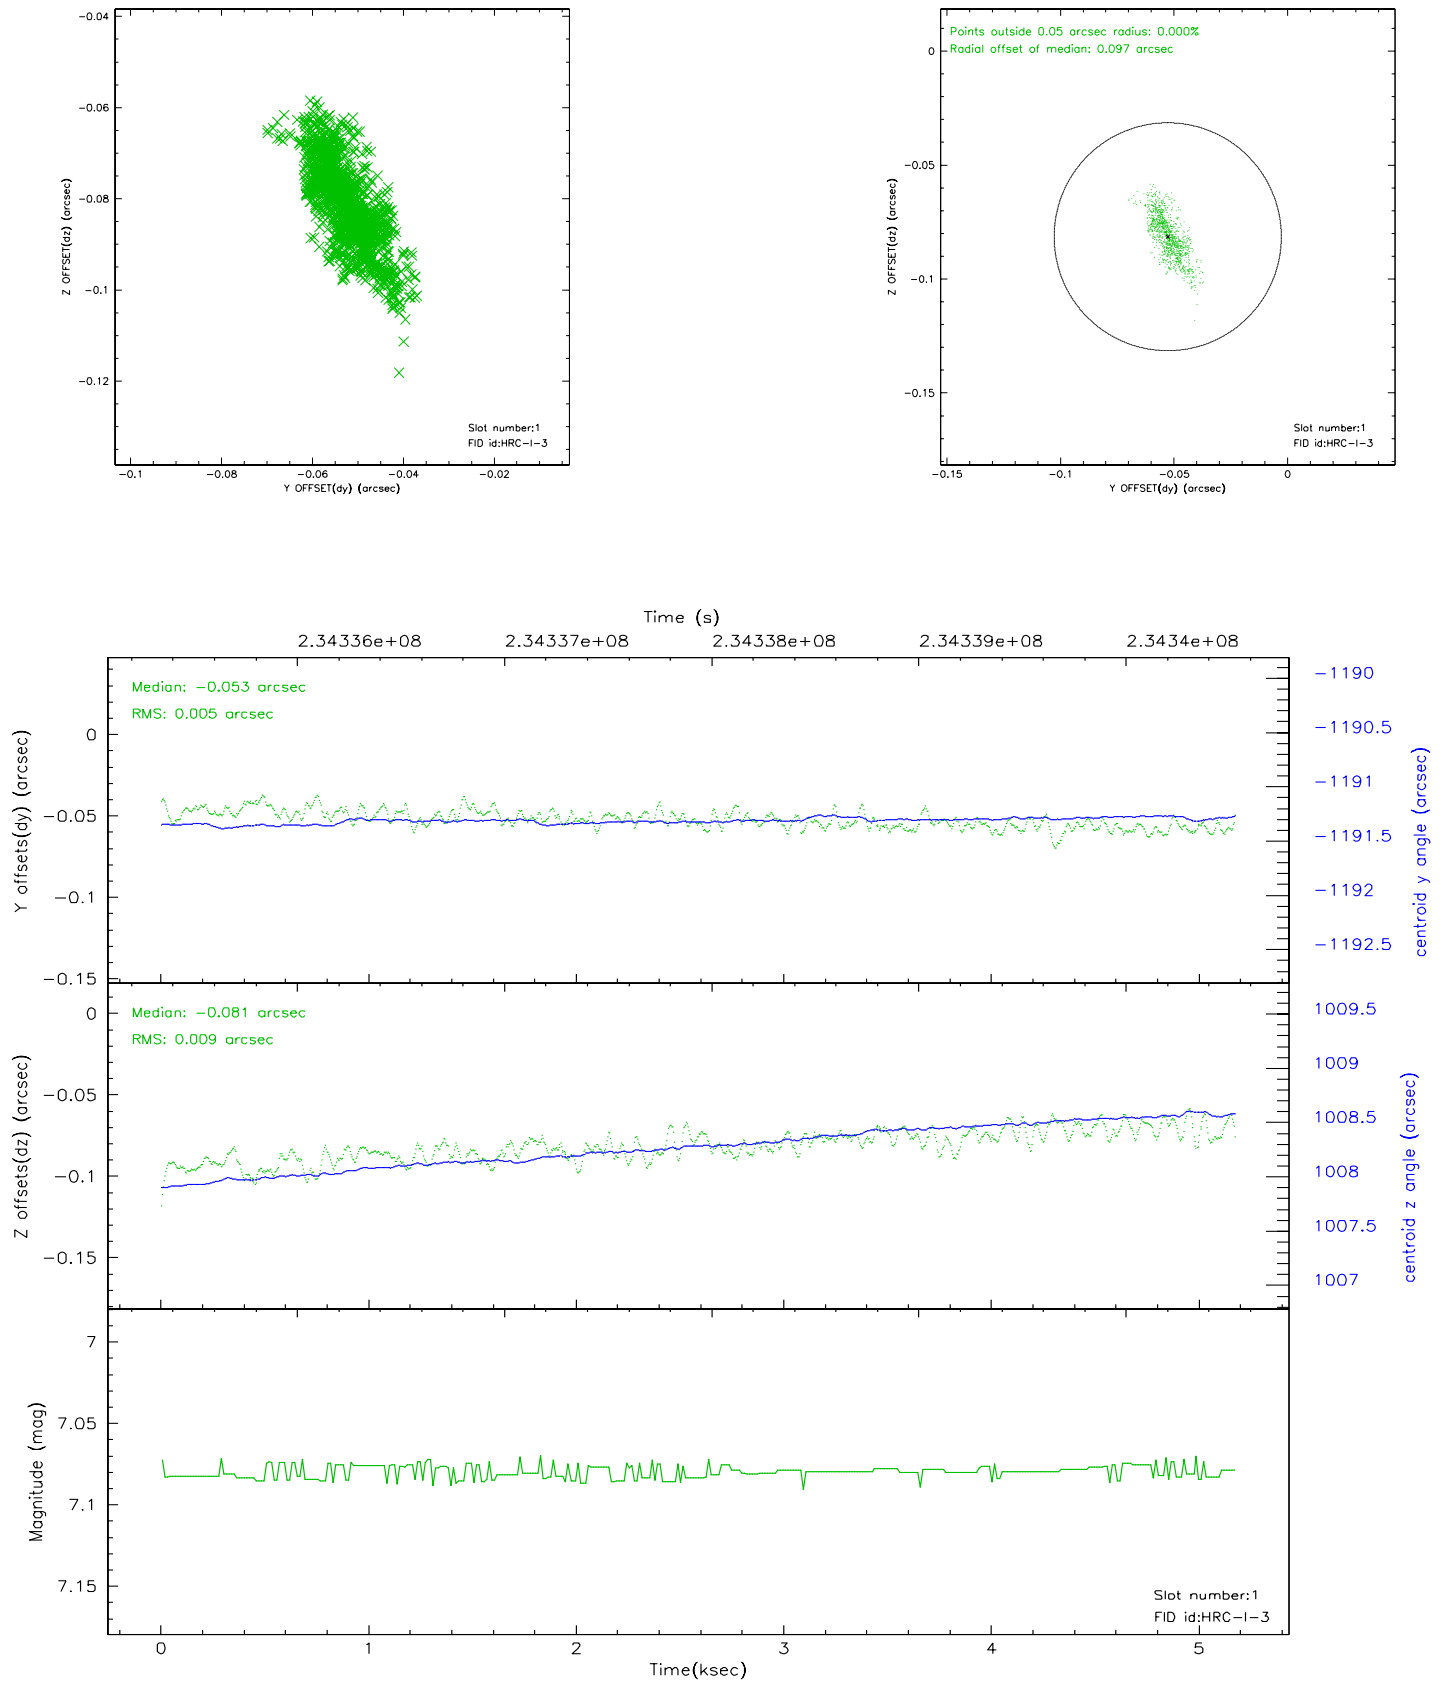 -0.04
-0.06
-0.08
-0.1
-0.12
Z OFFSET(dz) (arcsec)
Slot number:1
FID id:HRC-I-3
-0.1 -0.08 -0.06 -0.04 -0.02
Y OFFSET(dy) (arcsec)
Points outside 0.05 arcsec radius: 0.000%
Radial offset of median: 0.097 arcsec
0
-0.05
-0.1
-0.15
Z OFFSET(dz) (arcsec)
Slot number:1
FID id:HRC-I-3
-0.15 -0.1 -0.05 0
Y OFFSET(dy) (arcsec)
Time (s)
2.34336e+08 2.34337e+08 2.34338e+08 2.34339e+08 2.3434e+08
Median: -0.053 arcsec
RMS: 0.005 arcsec
0
-0.05
-0.1
-0.15
Y offsets(dy) (arcsec)
-1190
-1190.5
-1191
-1191.5
-1192
-1192.5
centroid y angle (arcsec)
Median: -0.081 arcsec
RMS: 0.009 arcsec
0
-0.05
-0.1
-0.15
Z offsets(dz) (arcsec)
1009.5
1009
1008.5
1008
1007.5
1007
centroid z angle (arcsec)
7
7.05
7.1
7.15
Magnitude (mag)
Slot number:1
FID id:HRC-I-3
0 1 2 3 4 5
Time(ksec)